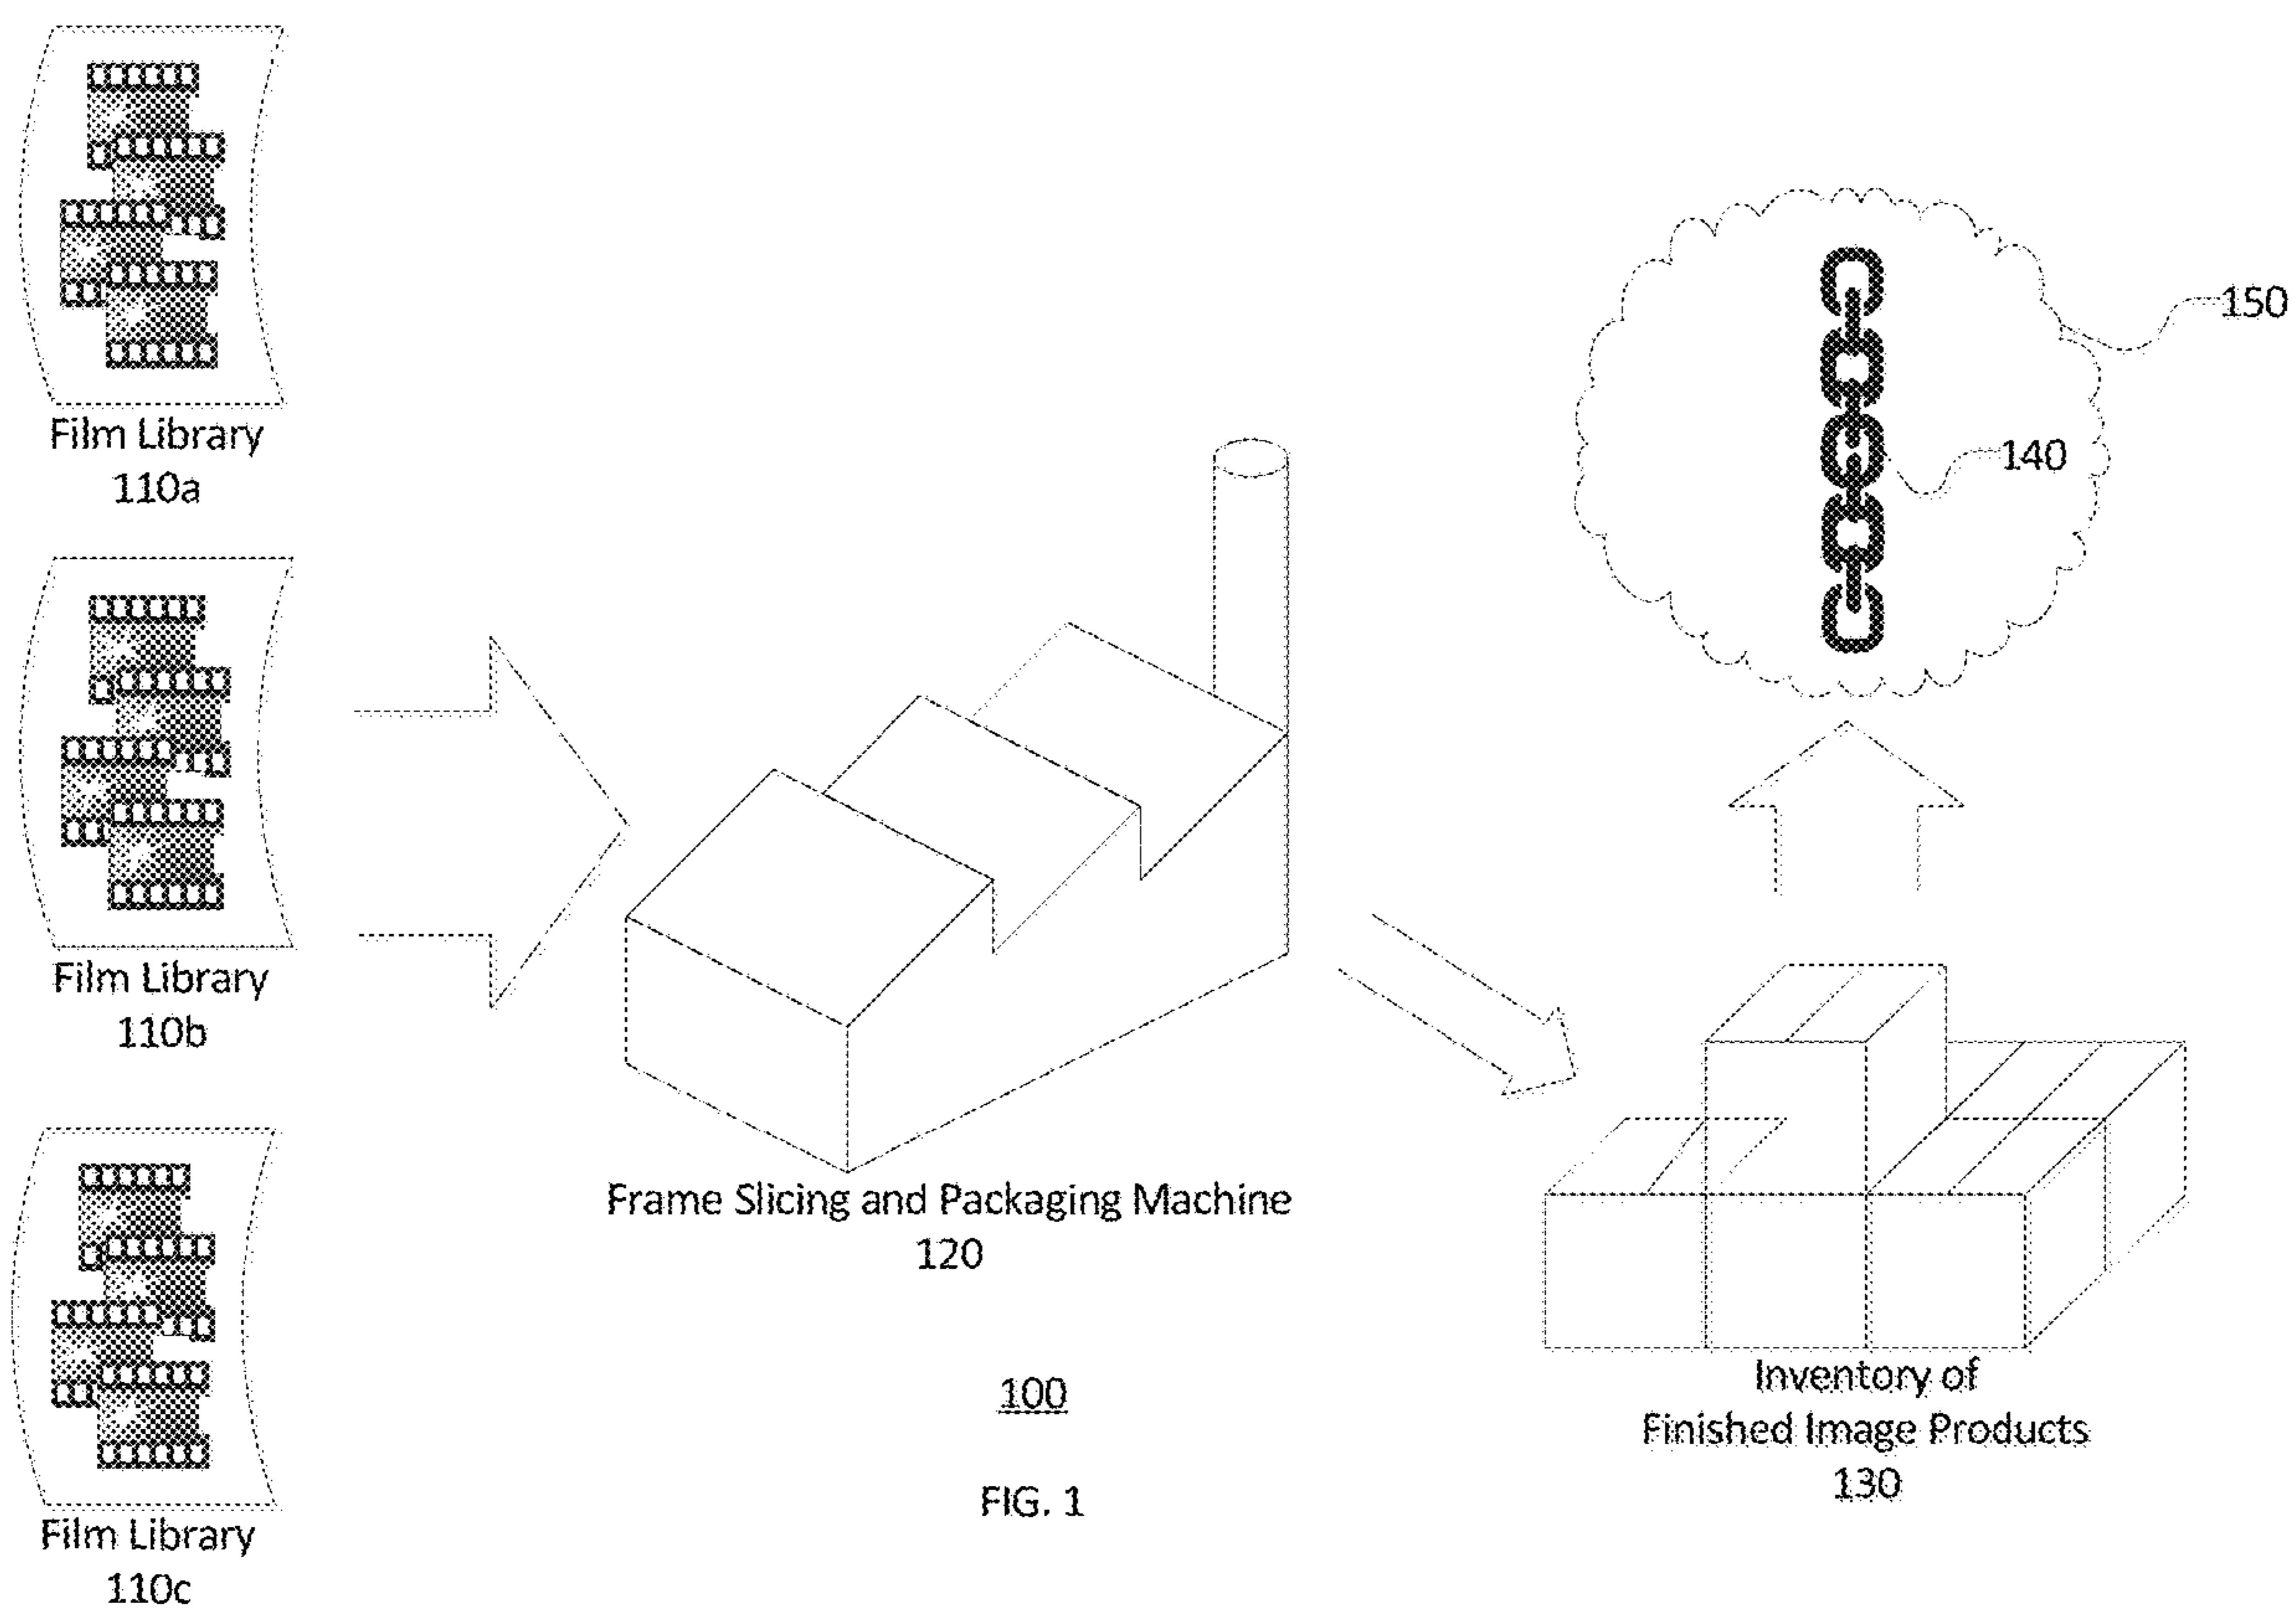 Film Library
110a
Film Library
110b
Film Library
110c
Frame Slicing and Packaging Machine
120
100
FIG. 1
150
140
Inventory of
Finished Image Products
130